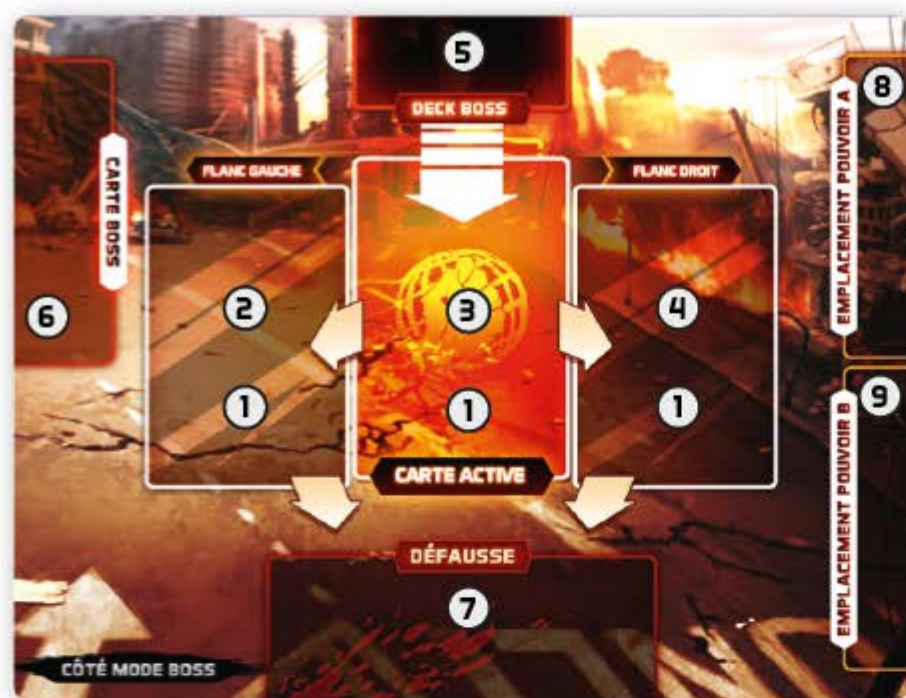 5
DECK BOSS
8
EMPLACEMENT POUVOIR A
CARTE BOSS
FLANC GAUCHE
FLANC DROIT
6
2
3
4
1
1
1
CARTE ACTIVE
9
EMPLACEMENT POUVOIR B
DÉFAUSSE
7
CÔTÉ MODE BOSS